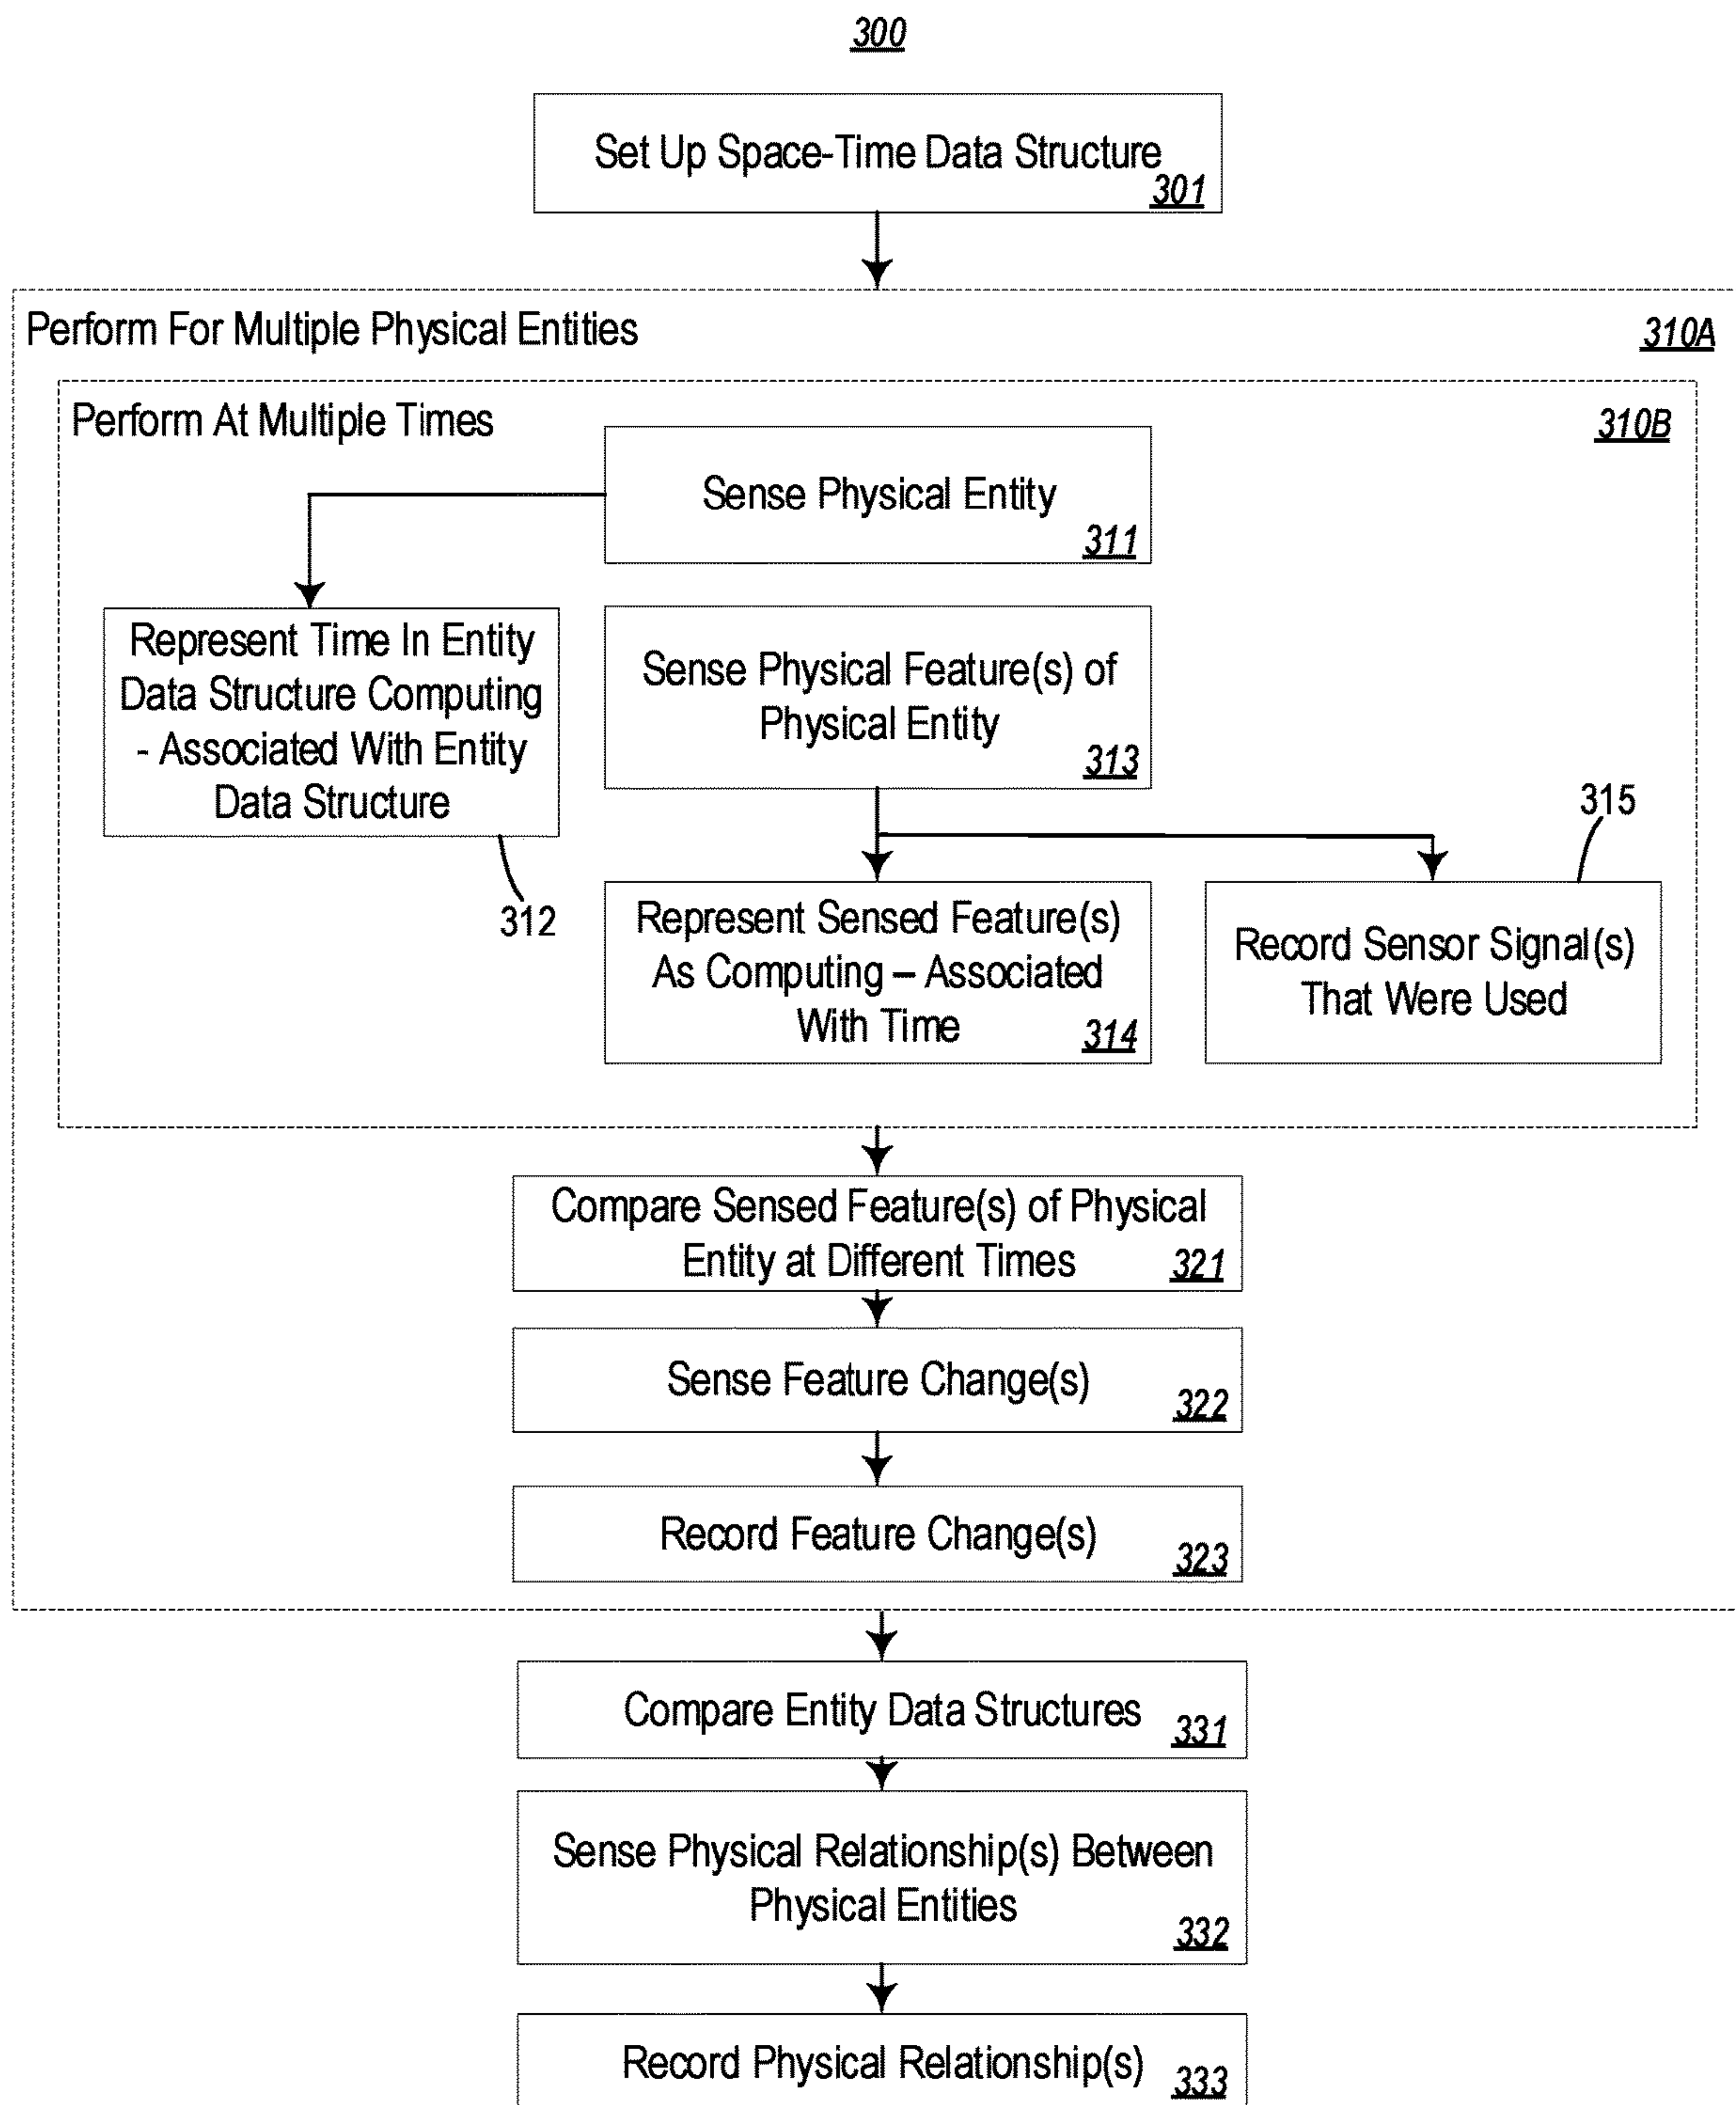 300
Set Up Space-Time Data Structure
301
Perform For Multiple Physical Entities
310A
Perform At Multiple Times
310B
Sense Physical Entity
311
Represent Time In Entity
Data Structure Computing
- Associated With Entity
Data Structure
312
Sense Physical Feature(s) of
Physical Entity
313
315
Represent Sensed Feature(s)
As Computing – Associated
With Time
314
Record Sensor Signal(s)
That Were Used
Compare Sensed Feature(s) of Physical
Entity at Different Times
321
Sense Feature Change(s)
322
Record Feature Change(s)
323
Compare Entity Data Structures
331
Sense Physical Relationship(s) Between
Physical Entities
332
Record Physical Relationship(s)
333